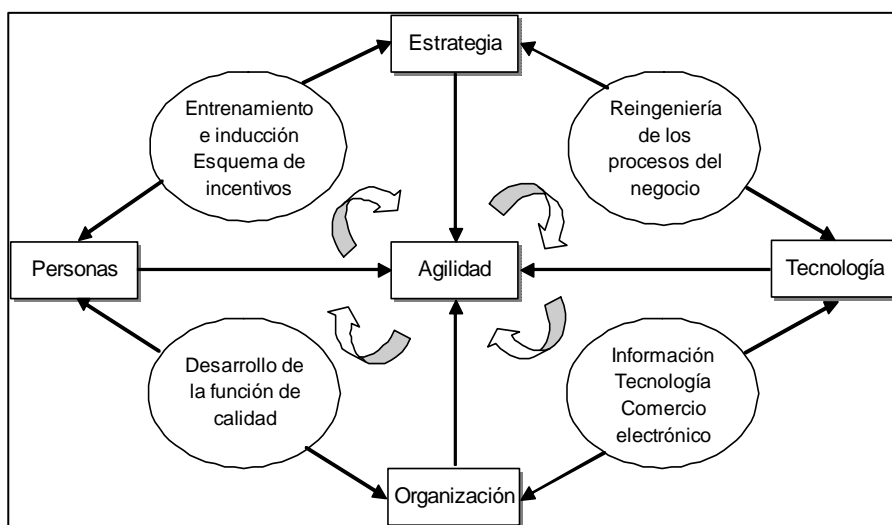 Estrategia
Entrenamiento
e inducción
Esquema de
incentivos
Reingeniería
de los
procesos del
negocio
Personas
Agilidad
Tecnología
Desarrollo de
la función de
calidad
Información
Tecnología
Comercio
electrónico
Organización